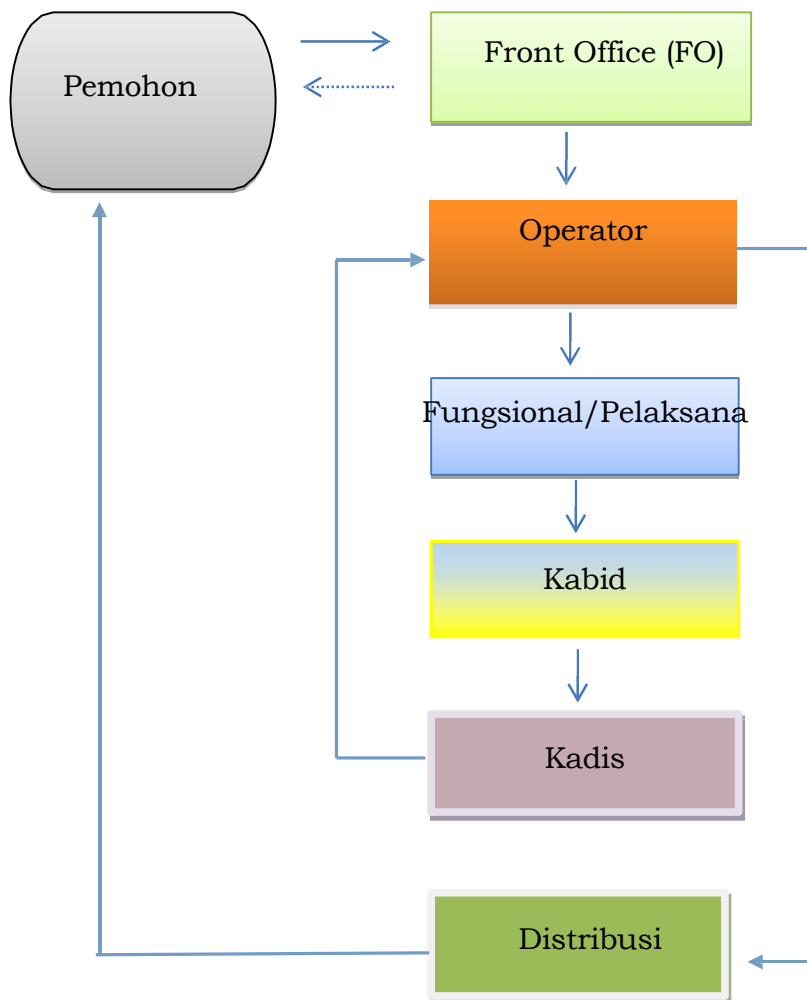 Pemohon
Front Office (FO)
Operator
Fungsional/Pelaksana
Kabid
Kadis
Distribusi